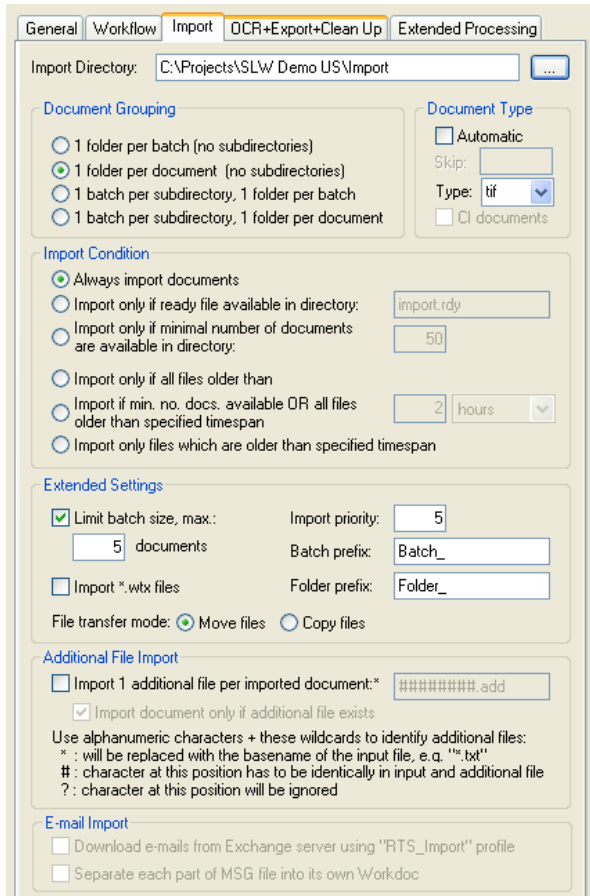 General Workflow Import OCR+Export+Clean Up Extended Processing
Import Directory: C:\Projects\SLW Demo US\Import ...
Document Grouping
1 folder per batch (no subdirectories)
1 folder per document (no subdirectories)
1 batch per subdirectory, 1 folder per batch
1 batch per subdirectory, 1 folder per document
Document Type
Automatic
Skip:
Type: tif
CI documents
Import Condition
Always import documents
Import only if ready file available in directory: import.rdy
Import only if minimal number of documents
are available in directory: 50
Import only if all files older than
Import if min. no. docs. available OR all files
older than specified timespan 2 hours
Import only files which are older than specified timespan
Extended Settings
Limit batch size, max.: Import priority: 5
5 documents Batch prefix: Batch_
Import *.wtx files Folder prefix: Folder_
File transfer mode: Move files Copy files
Additional File Import
Import 1 additional file per imported document:* ########.add
Import document only if additional file exists
Use alphanumeric characters + these wildcards to identify additional files:
* : will be replaced with the basename of the input file, e.g. "*.txt"
# : character at this position has to be identically in input and additional file
? : character at this position will be ignored
E-mail Import
Download e-mails from Exchange server using "RTS_Import" profile
Separate each part of MSG file into its own Workdoc